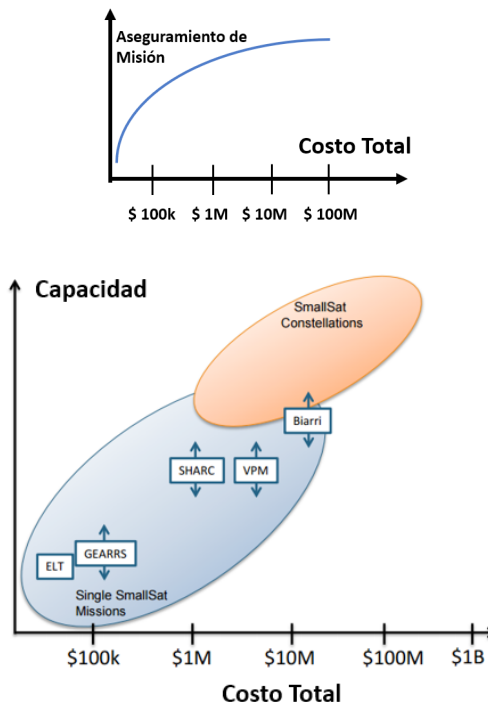 Aseguramiento de
Misión
Costo Total
$ 100k $ 1M $ 10M $ 100M
Capacidad
SmallSat
Constellations
Biarri
SHARC VPM
GEARRS
ELT
Single SmallSat
Missions
$100k $1M $10M $100M $1B
Costo Total